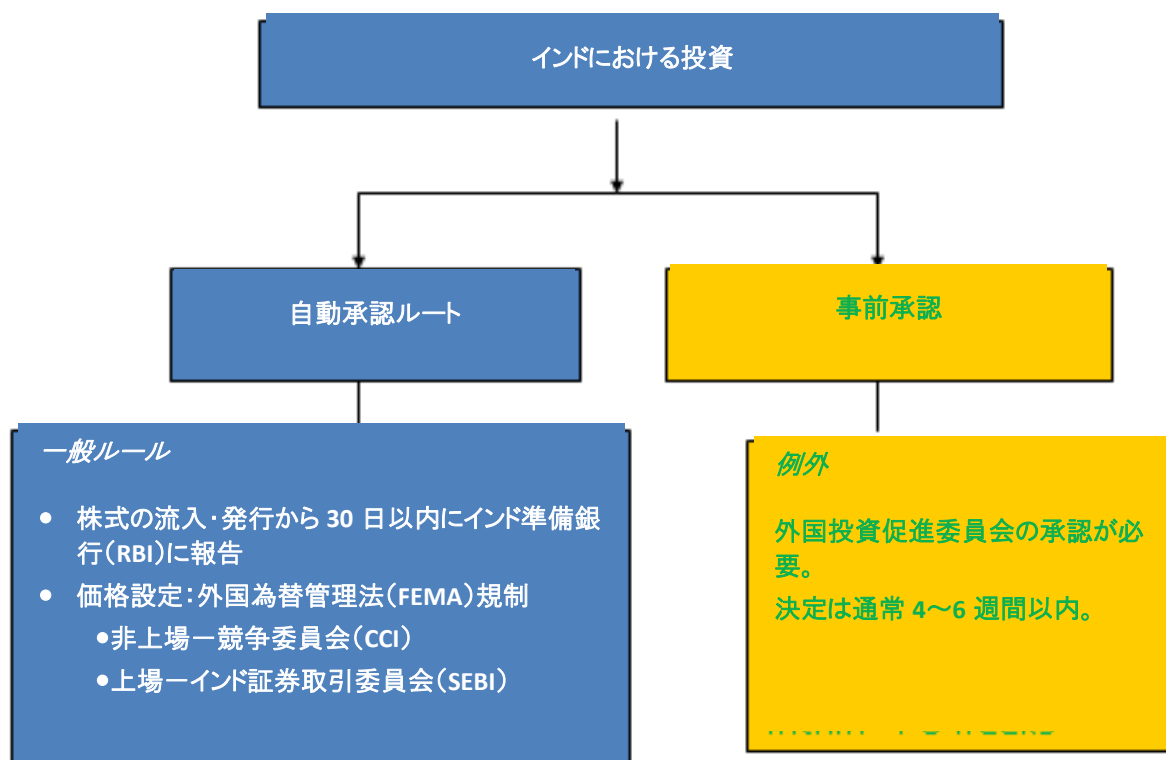 インドにおける投資
自動承認ルート
事前承認
一般ルール
● 株式の流入・発行から 30 日以内にインド準備銀
行（RBI）に報告
● 価格設定：外国為替管理法（FEMA）規制
●非上場－競争委員会（CCI）
●上場－インド証券取引委員会（SEBI）
例外
外国投資促進委員会の承認が必
要。
決定は通常 4～6 週間以内。